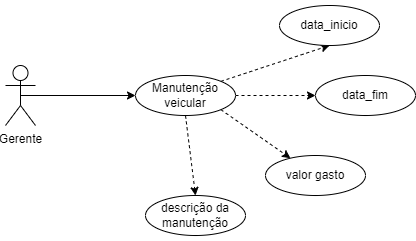 data_inicio
Manutenção
veicular
data_fim
Gerente
valor gasto
descrição da
manutenção